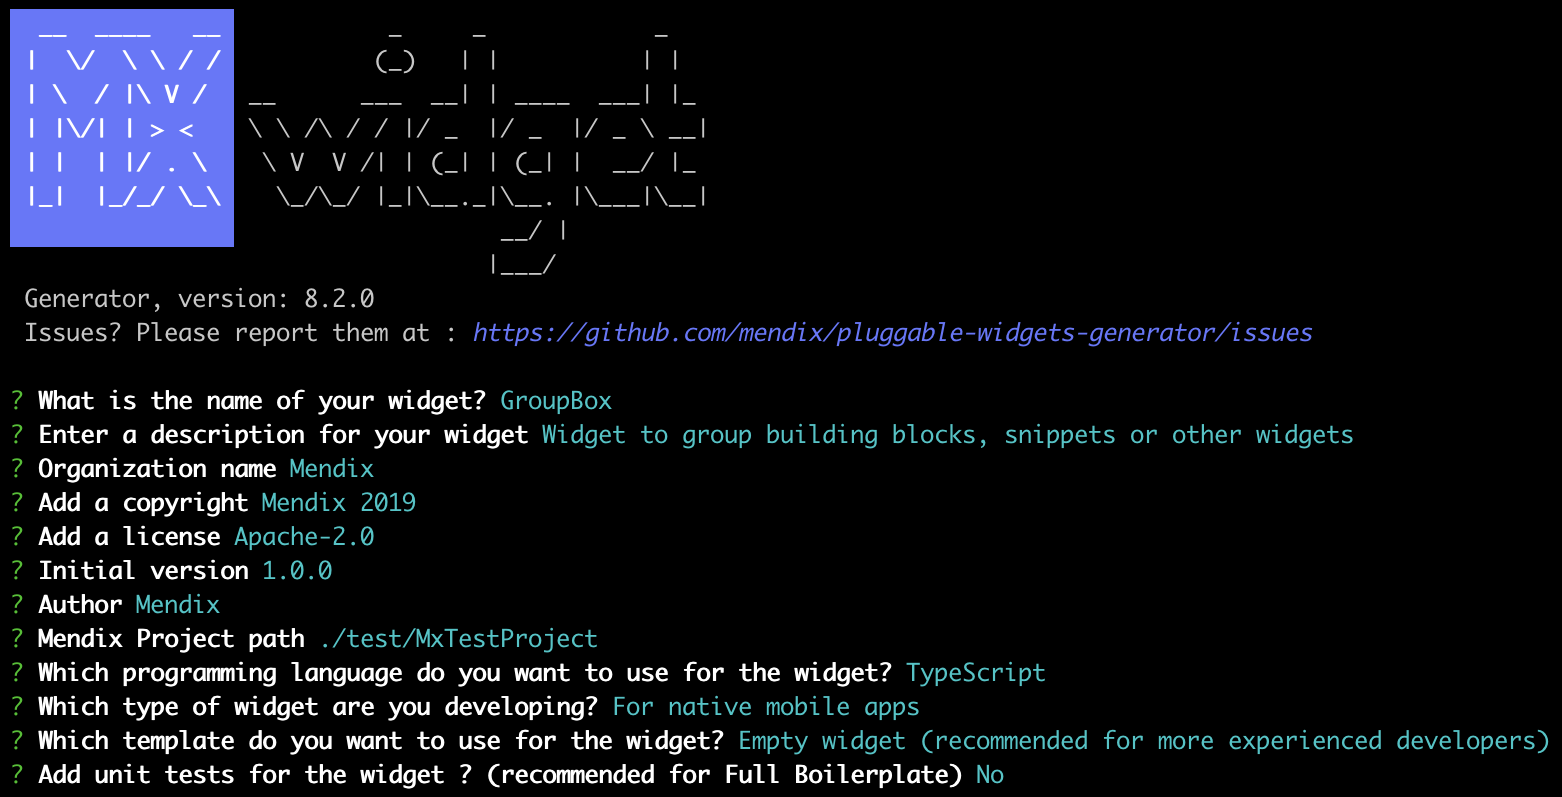 MX widget
Generator, version: 8.2.0
Issues? Please report them at : https://github.com/mendix/pluggable-widgets-generator/issues
? What is the name of your widget? GroupBox
? Enter a description for your widget Widget to group building blocks, snippets or other widgets
? Organization name Mendix
? Add a copyright Mendix 2019
? Add a license Apache-2.0
? Initial version 1.0.0
? Author Mendix
? Mendix Project path ./test/MxTestProject
? Which programming language do you want to use for the widget? TypeScript
? Which type of widget are you developing? For native mobile apps
? Which template do you want to use for the widget? Empty widget (recommended for more experienced developers)
? Add unit tests for the widget ? (recommended for Full Boilerplate) No